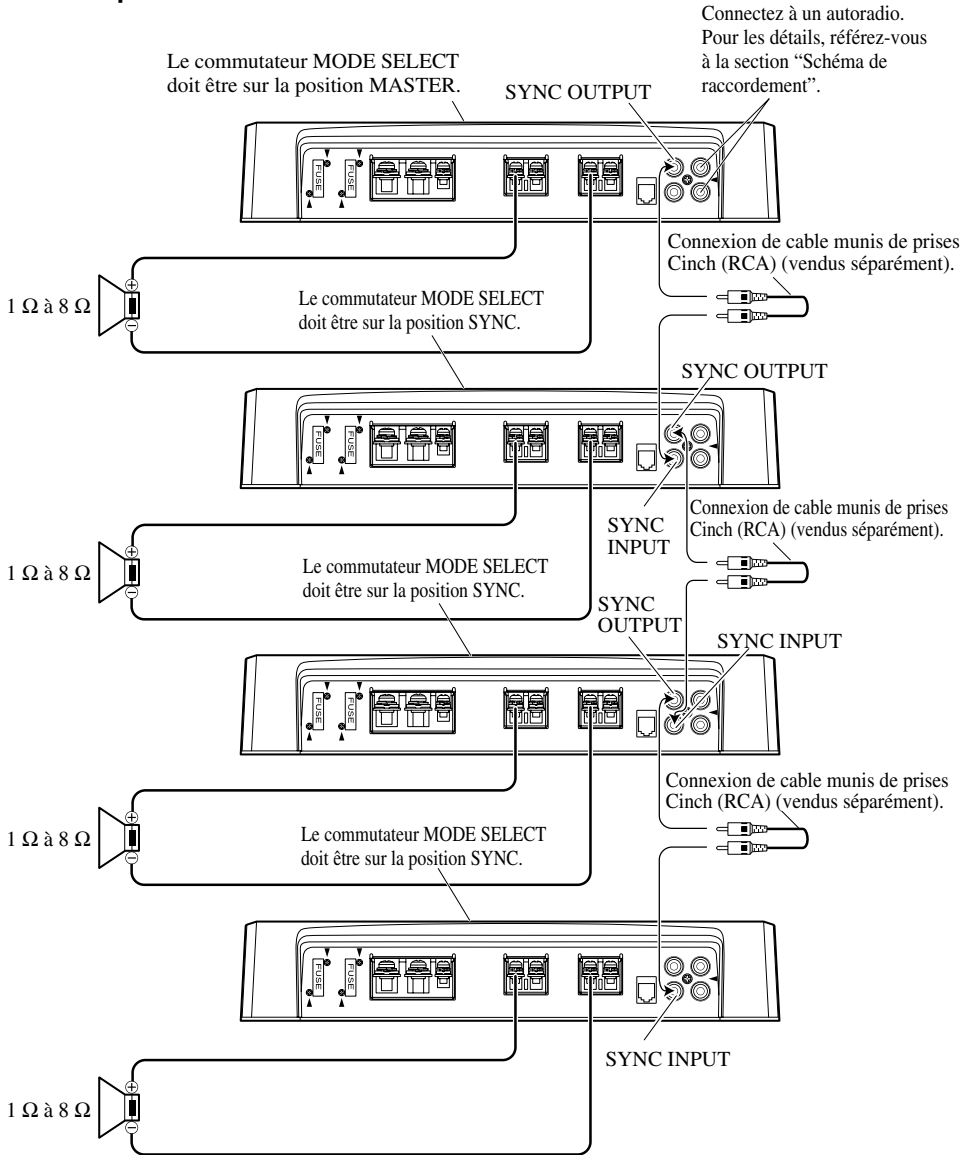 Connectez à un autoradio.
Pour les détails, référez-vous
à la section “Schéma de
raccordement”.
Le commutateur MODE SELECT
doit être sur la position MASTER.
SYNC OUTPUT
FUSE
FUSE
Connexion de cable munis de prises
Cinch (RCA) (vendus séparément).
1 Ω à 8 Ω
Le commutateur MODE SELECT
doit être sur la position SYNC.
SYNC OUTPUT
FUSE
FUSE
SYNC
INPUT
Connexion de cable munis de prises
Cinch (RCA) (vendus séparément).
1 Ω à 8 Ω
Le commutateur MODE SELECT
doit être sur la position SYNC.
SYNC
OUTPUT
SYNC INPUT
FUSE
FUSE
Connexion de cable munis de prises
Cinch (RCA) (vendus séparément).
1 Ω à 8 Ω
Le commutateur MODE SELECT
doit être sur la position SYNC.
FUSE
FUSE
SYNC INPUT
1 Ω à 8 Ω